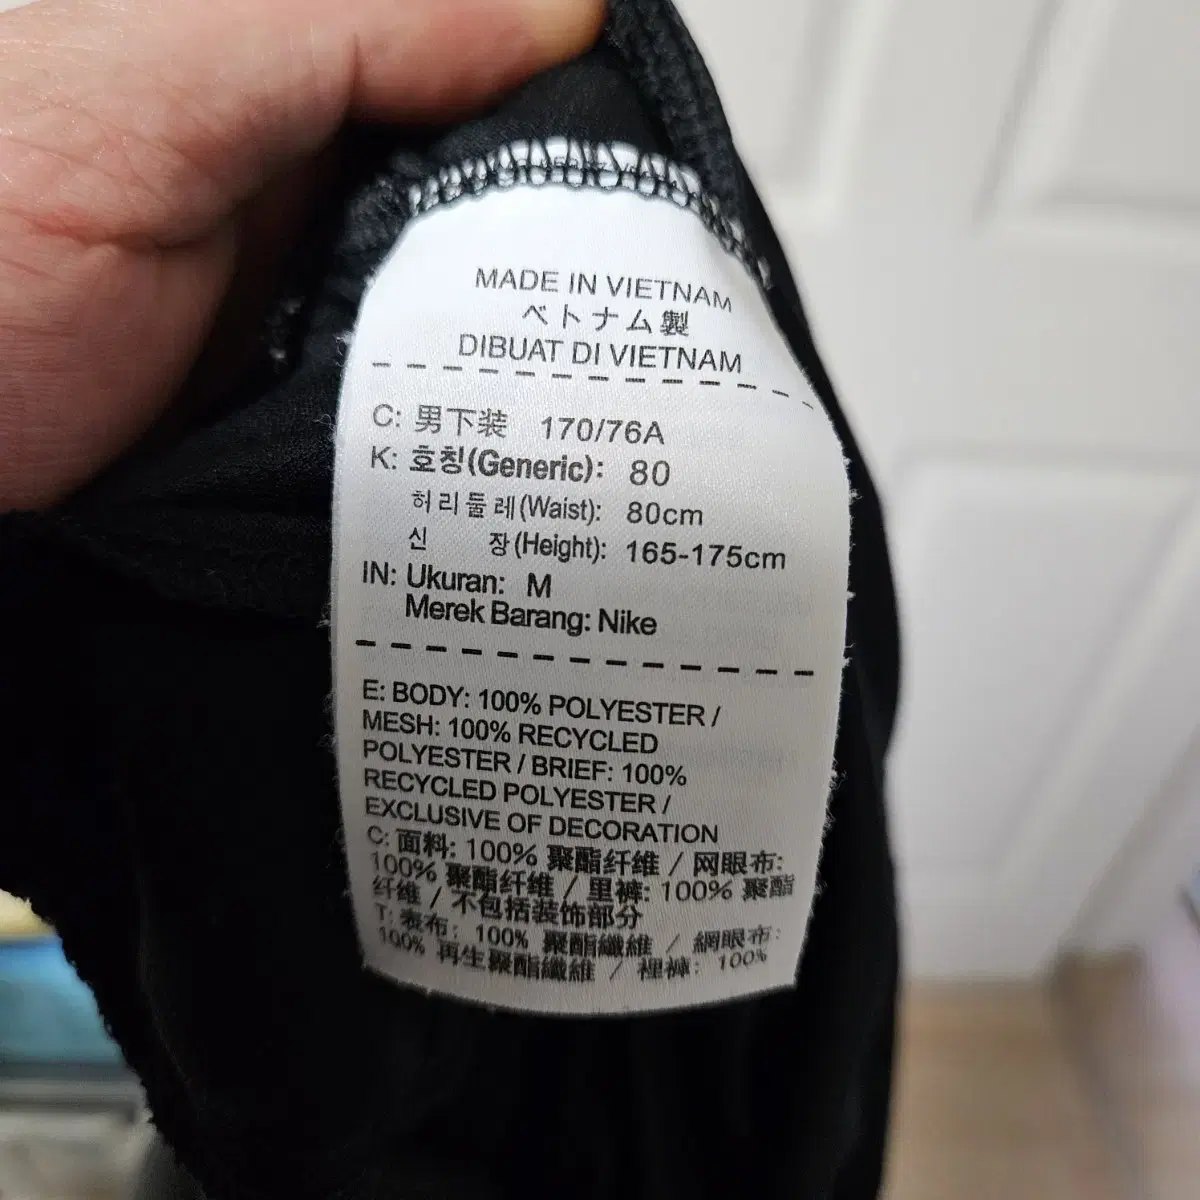 MADE IN VIETNAM
ベトナム製
DIBUAT DI VIETNAM
C: 男下装 170/76A
K: 호칭(Generic): 80
허리둘레(Waist): 80cm
신 장(Height): 165-175cm
IN: Ukuran: M
Merek Barang: Nike
E: BODY: 100% POLYESTER /
MESH: 100% RECYCLED
POLYESTER / BRIEF: 100%
RECYCLED POLYESTER /
EXCLUSIVE OF DECORATION
C: 面料: 100% 聚酯纤维 / 网眼布:
100% 聚酯纤维 / 里裤: 100% 聚酯
纤维 / 不包括装饰部分
T: 表布: 100% 聚酯纖維 / 網眼布:
100% 再生聚酯纖維 / 裡褲: 100%